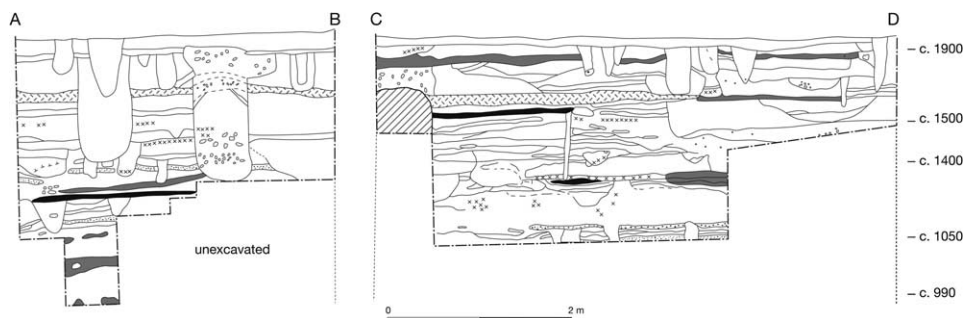 A B C D
– c. 1900
– c. 1500
– c. 1400
unexcavated
– c. 1050
– c. 990
0 2 m